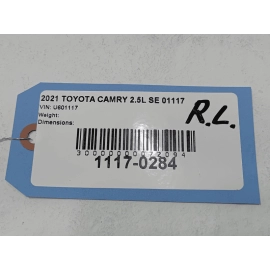 2021 TOYOTA CAMRY 2.5L SE 01117
VIN: U601117
Weight:
Dimensions:
R.L.
1117-0284